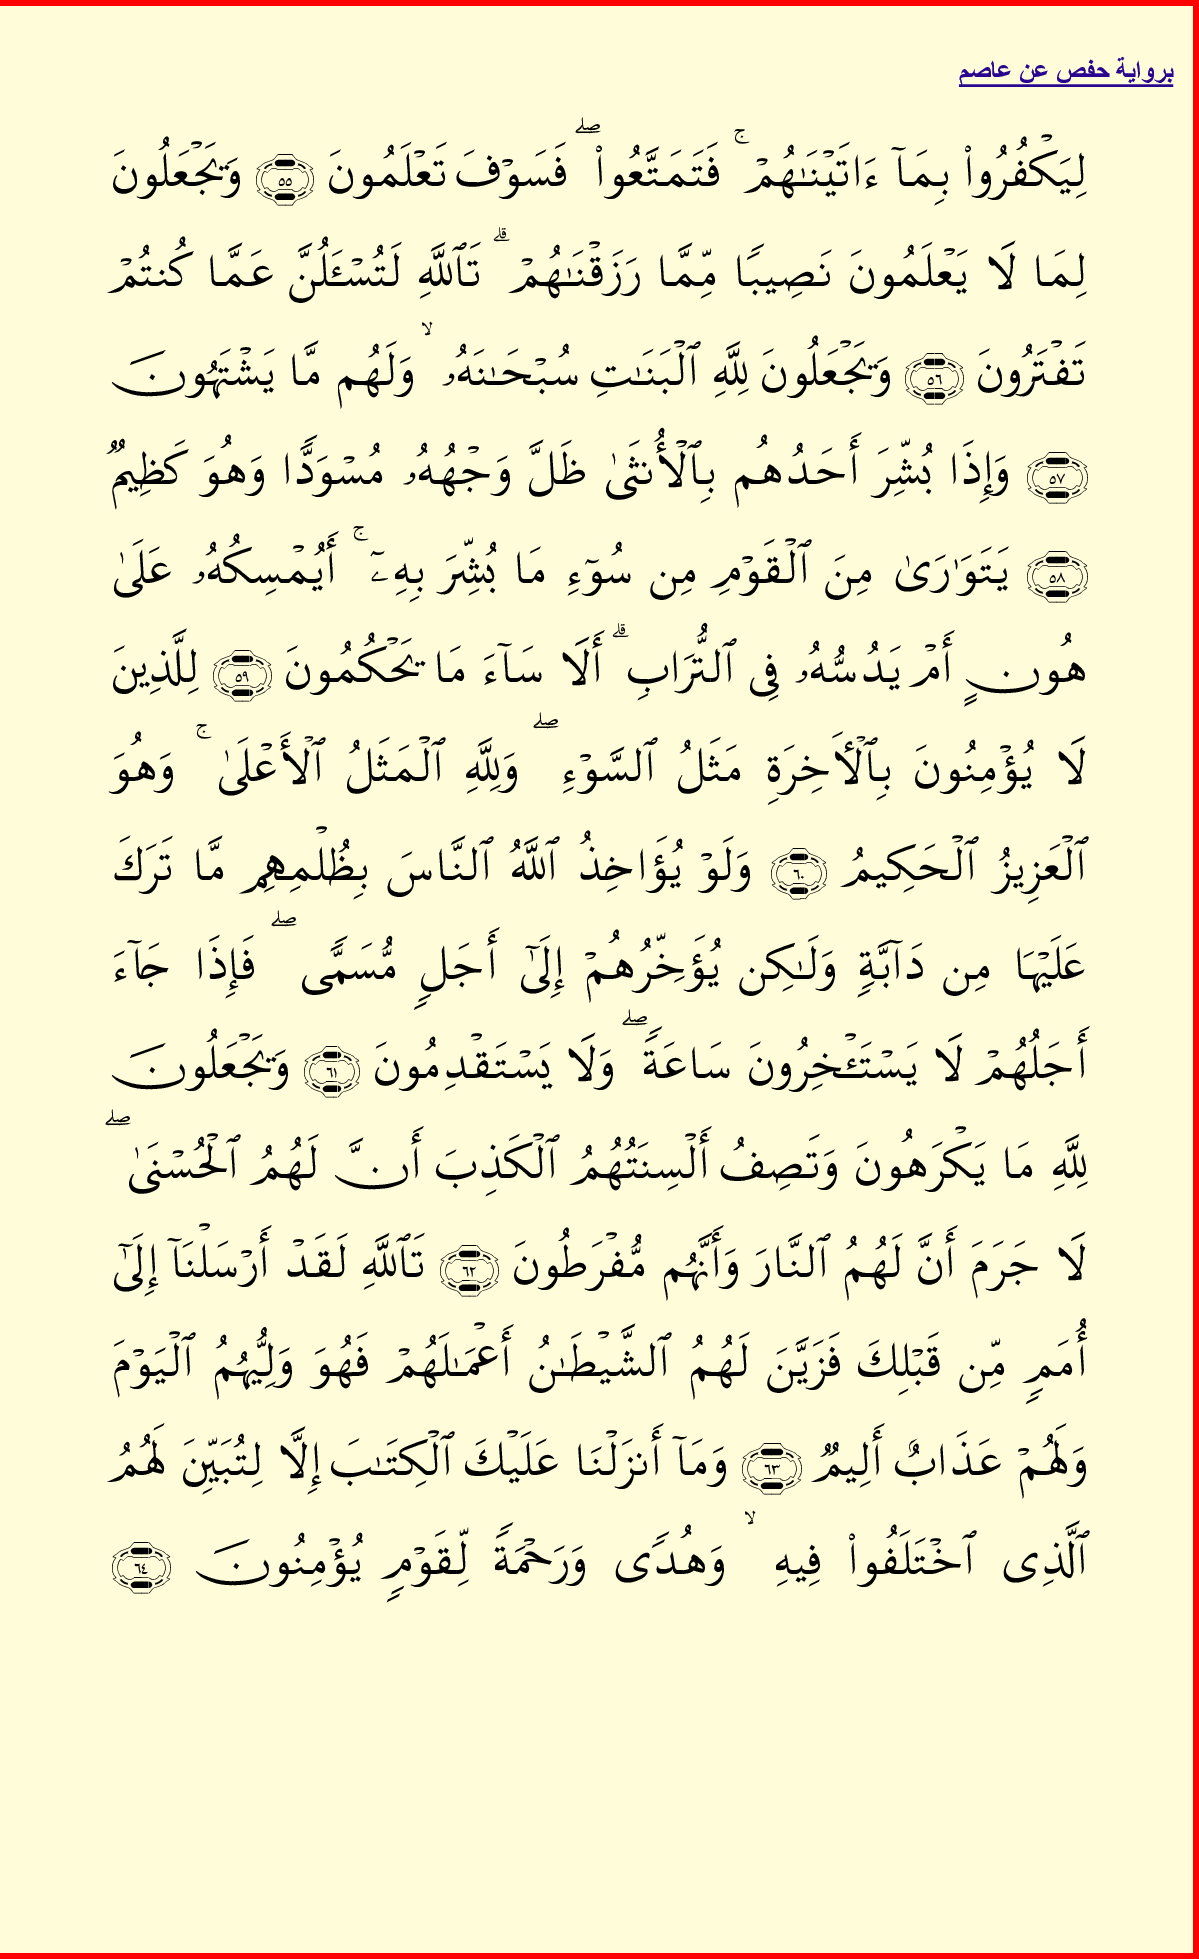 برواية حفص عن عاصم
لِيَكْفُرُوا۟ بِمَآ ءَاتَيْنَـٰهُمْ ۚ فَتَمَتَّعُوا۟ ۖ فَسَوْفَ تَعْلَمُونَ ۝٥٥ وَيَجْعَلُونَ
لِمَا لَا يَعْلَمُونَ نَصِيبًا مِّمَّا رَزَقْنَـٰهُمْ ۗ تَٱللَّهِ لَتُسْـَٔلُنَّ عَمَّا كُنتُمْ
تَفْتَرُونَ ۝٥٦ وَيَجْعَلُونَ لِلَّهِ ٱلْبَنَـٰتِ سُبْحَـٰنَهُۥ ۙ وَلَهُم مَّا يَشْتَهُونَ
۝٥٧ وَإِذَا بُشِّرَ أَحَدُهُم بِٱلْأُنثَىٰ ظَلَّ وَجْهُهُۥ مُسْوَدًّا وَهُوَ كَظِيمٌ
۝٥٨ يَتَوَٰرَىٰ مِنَ ٱلْقَوْمِ مِن سُوٓءِ مَا بُشِّرَ بِهِۦٓ ۚ أَيُمْسِكُهُۥ عَلَىٰ
هُونٍ أَمْ يَدُسُّهُۥ فِى ٱلتُّرَابِ ۗ أَلَا سَآءَ مَا يَحْكُمُونَ ۝٥٩ لِلَّذِينَ
لَا يُؤْمِنُونَ بِٱلْـَٔاخِرَةِ مَثَلُ ٱلسَّوْءِ ۖ وَلِلَّهِ ٱلْمَثَلُ ٱلْأَعْلَىٰ ۚ وَهُوَ
ٱلْعَزِيزُ ٱلْحَكِيمُ ۝٦٠ وَلَوْ يُؤَاخِذُ ٱللَّهُ ٱلنَّاسَ بِظُلْمِهِم مَّا تَرَكَ
عَلَيْهَا مِن دَآبَّةٍ وَلَـٰكِن يُؤَخِّرُهُمْ إِلَىٰٓ أَجَلٍ مُّسَمًّى ۖ فَإِذَا جَآءَ
أَجَلُهُمْ لَا يَسْتَـْٔخِرُونَ سَاعَةً ۖ وَلَا يَسْتَقْدِمُونَ ۝٦١ وَيَجْعَلُونَ
لِلَّهِ مَا يَكْرَهُونَ وَتَصِفُ أَلْسِنَتُهُمُ ٱلْكَذِبَ أَنَّ لَهُمُ ٱلْحُسْنَىٰ ۖ
لَا جَرَمَ أَنَّ لَهُمُ ٱلنَّارَ وَأَنَّهُم مُّفْرَطُونَ ۝٦٢ تَٱللَّهِ لَقَدْ أَرْسَلْنَآ إِلَىٰٓ
أُمَمٍ مِّن قَبْلِكَ فَزَيَّنَ لَهُمُ ٱلشَّيْطَـٰنُ أَعْمَـٰلَهُمْ فَهُوَ وَلِيُّهُمُ ٱلْيَوْمَ
وَلَهُمْ عَذَابٌ أَلِيمٌ ۝٦٣ وَمَآ أَنزَلْنَا عَلَيْكَ ٱلْكِتَـٰبَ إِلَّا لِتُبَيِّنَ لَهُمُ
ٱلَّذِى ٱخْتَلَفُوا۟ فِيهِ ۙ وَهُدًى وَرَحْمَةً لِّقَوْمٍ يُؤْمِنُونَ ۝٦٤